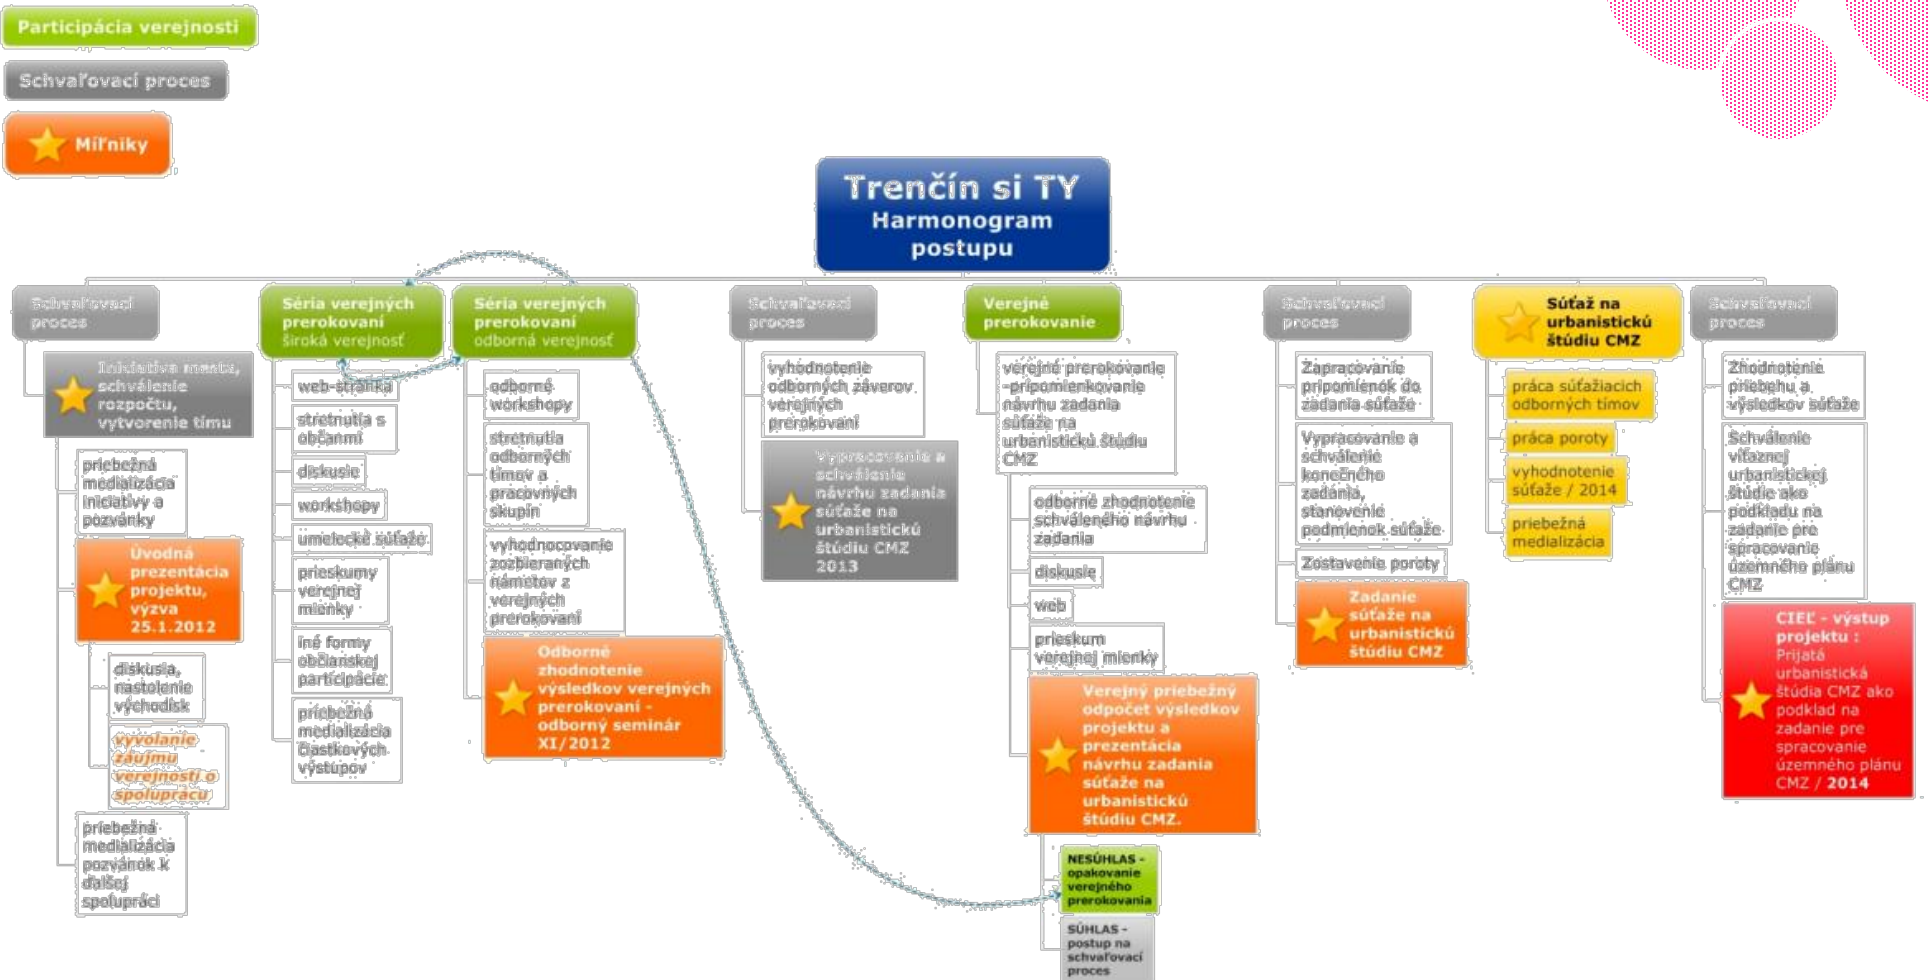 Participácia verejnosti
Schvaľovací proces
Míľniky
Trenčín si TY
Harmonogram
postupu
Schvaľovací
proces
Iniciatíva mesta,
schválenie
rozpočtu,
vytvorenie tímu
priebežná
medializácia
iniciatívy a
pozvánky
Úvodná
prezentácia
projektu,
výzva
25.1.2012
diskusia,
nastolenie
východísk
vyvolanie
záujmu
verejnosti o
spoluprácu
priebežná
medializácia
pozvánok k
ďalšej
spolupráci
Séria verejných
prerokovaní
široká verejnosť
web-stránka
stretnutia s
občanmi
diskusie
workshopy
umelecké súťaže
prieskumy
verejnej
mienky
iné formy
občianskej
participácie
priebežná
medializácia
čiastkových
výstupov
Séria verejných
prerokovaní
odborná verejnosť
odborné
workshopy
stretnutia
odborných
tímov a
pracovných
skupín
vyhodnocovanie
zozbieraných
námetov z
verejných
prerokovaní
Odborné
zhodnotenie
výsledkov verejných
prerokovaní -
odborný seminár
XI/2012
Schvaľovací
proces
vyhodnotenie
odborných záverov
verejných
prerokovaní
Vypracovanie a
schválenie
návrhu zadania
súťaže na
urbanistickú
štúdiu CMZ
2013
Verejné
prerokovanie
verejné prerokovanie
-pripomienkovanie
návrhu zadania
súťaže na
urbanistickú štúdiu
CMZ
odborné zhodnotenie
schváleného návrhu
zadania
diskusie
web
prieskum
verejnej mienky
Verejný priebežný
odpočet výsledkov
projektu a
prezentácia
návrhu zadania
súťaže na
urbanistickú
štúdiu CMZ.
NESÚHLAS -
opakovanie
verejného
prerokovania
SÚHLAS -
postup na
schvaľovací
proces
Schvaľovací
proces
Zapracovanie
pripomienok do
zadania súťaže
Vypracovanie a
schválenie
konečného
zadania,
stanovenie
podmienok súťaže
Zostavenie poroty
Zadanie
súťaže na
urbanistickú
štúdiu CMZ
Súťaž na
urbanistickú
štúdiu CMZ
práca súťažiacich
odborných tímov
práca poroty
vyhodnotenie
súťaže / 2014
priebežná
medializácia
Schvaľovací
proces
Zhodnotenie
priebehu a
výsledkov súťaže
Schválenie
víťaznej
urbanistickej
štúdie ako
podkladu na
zadanie pre
spracovanie
územného plánu
CMZ
CIEĽ - výstup
projektu :
Prijatá
urbanistická
štúdia CMZ ako
podklad na
zadanie pre
spracovanie
územného plánu
CMZ / 2014